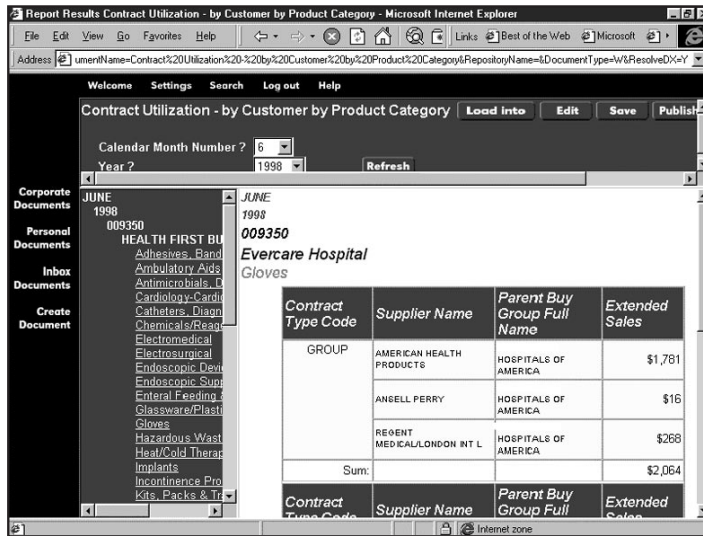 Report Results Contract Utilization - by Customer by Product Category - Microsoft Internet Explorer
File Edit View Go Favorites Help Links Best of the Web Microsoft
Address umentName=Contract%20Utilization%20-%20by%20Customer%20by%20Product%20Category&RepositoryName=&DocumentType=W&ResolveDX=Y
Welcome Settings Search Log out Help
Contract Utilization - by Customer by Product Category Load into Edit Save Publish
Calendar Month Number ? 6
Year ? 1998 Refresh
Corporate
Documents
Personal
Documents
Inbox
Documents
Create
Document
JUNE
1998
009350
HEALTH FIRST BU
Adhesives, Band
Ambulatory Aids
Antimicrobials, D
Cardiology-Cardi
Catheters, Diagn
Chemicals/Reag
Electromedical
Electrosurgical
Endoscopic Devi
Endoscopic Supp
Enteral Feeding
Glassware/Plasti
Gloves
Hazardous Wast
Heat/Cold Therap
Implants
Incontinence Pro
Kits, Packs & Tr
JUNE
1998
009350
Evercare Hospital
Gloves
Contract Type Code Supplier Name Parent Buy Group Full Name Extended Sales
GROUP AMERICAN HEALTH PRODUCTS HOSPITALS OF AMERICA $1,781
ANSELL PERRY HOSPITALS OF AMERICA $16
REGENT MEDICAL/LONDON INT L HOSPITALS OF AMERICA $268
Sum: $2,064
Contract Type Code Supplier Name Parent Buy Group Full Extended Sales
Internet zone